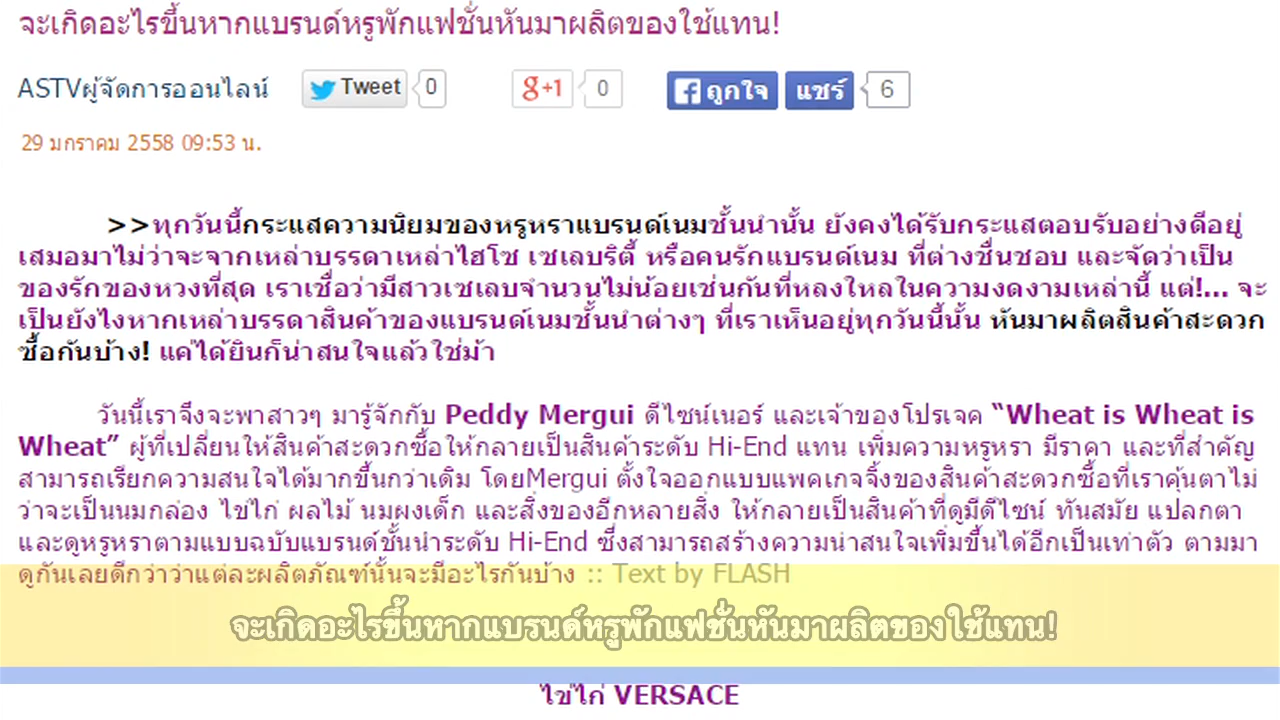 จะเกิดอะไรขึ้นหากแบรนด์หรูพักแฟชั่นหันมาผลิตของใช้แทน!
ASTVผู้จัดการออนไลน์ Tweet 0 g+1 0 ถูกใจ แชร์ 6
29 มกราคม 2558 09:53 น.
>>ทุกวันนี้กระแสความนิยมของหรูหราแบรนด์เนมชั้นนำนั้น ยังคงได้รับกระแสตอบรับอย่างดีอยู่
เสมอมาไม่ว่าจะจากเหล่าบรรดาเหล่าไฮโซ เซเลบริตี้ หรือคนรักแบรนด์เนม ที่ต่างชื่นชอบ และจัดว่าเป็น
ของรักของหวงที่สุด เราเชื่อว่ามีสาวเซเลบจำนวนไม่น้อยเช่นกันที่หลงใหลในความงดงามเหล่านี้ แต่!... จะ
เป็นยังไงหากเหล่าบรรดาสินค้าของแบรนด์เนมชั้นนำต่างๆ ที่เราเห็นอยู่ทุกวันนี้นั้น หันมาผลิตสินค้าสะดวก
ซื้อกันบ้าง! แค่ได้ยินก็น่าสนใจแล้วใช่ม้า
วันนี้เราจึงจะพาสาวๆ มารู้จักกับ Peddy Mergui ดีไซน์เนอร์ และเจ้าของโปรเจค “Wheat is Wheat is
Wheat” ผู้ที่เปลี่ยนให้สินค้าสะดวกซื้อให้กลายเป็นสินค้าระดับ Hi-End แทน เพิ่มความหรูหรา มีราคา และที่สำคัญ
สามารถเรียกความสนใจได้มากขึ้นกว่าเดิม โดยMergui ตั้งใจออกแบบแพคเกจจิ้งของสินค้าสะดวกซื้อที่เราคุ้นตาไม่
ว่าจะเป็นนมกล่อง ไข่ไก่ ผลไม้ นมผงเด็ก และสิ่งของอีกหลายสิ่ง ให้กลายเป็นสินค้าที่ดูมีดีไซน์ ทันสมัย แปลกตา
และดูหรูหราตามแบบฉบับแบรนด์ชั้นนำระดับ Hi-End ซึ่งสามารถสร้างความน่าสนใจเพิ่มขึ้นได้อีกเป็นเท่าตัว ตามมา
ดูกันเลยดีกว่าว่าแต่ละผลิตภัณฑ์นั้นจะมีอะไรกันบ้าง :: Text by FLASH
จะเกิดอะไรขึ้นหากแบรนด์หรูพักแฟชั่นหันมาผลิตของใช้แทน!
ไข่ไก่ VERSACE